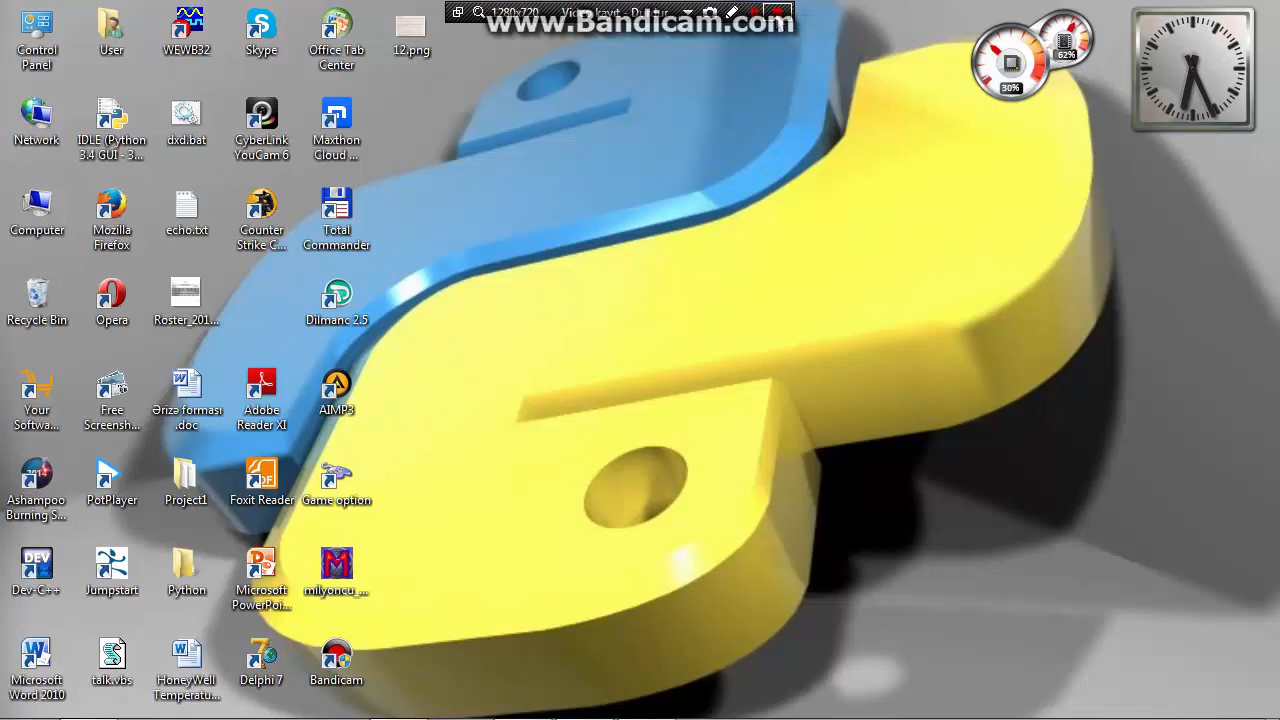 1280x720
www.Bandicam.com
Control
Panel
User
WEWB32
Skype
Office Tab
Center
12.png
62%
30%
Network
IDLE (Python
3.4 GUI - 3...
dxd.bat
CyberLink
YouCam 6
Maxthon
Cloud ...
Computer
Mozilla
Firefox
echo.txt
Counter
Strike C...
Total
Commander
Recycle Bin
Opera
Roster_201...
Dilmanc 2.5
Your
Softwa...
Free
Screensh...
Ərizə forması
.doc
Adobe
Reader XI
AIMP3
2014
Ashampoo
Burning S...
PotPlayer
Project1
Foxit Reader
Game option
DEV
Dev-C++
Jumpstart
Python
Microsoft
PowerPoi...
milyoncu_...
Microsoft
Word 2010
talk.vbs
HoneyWell
Temperatu...
Delphi 7
Bandicam